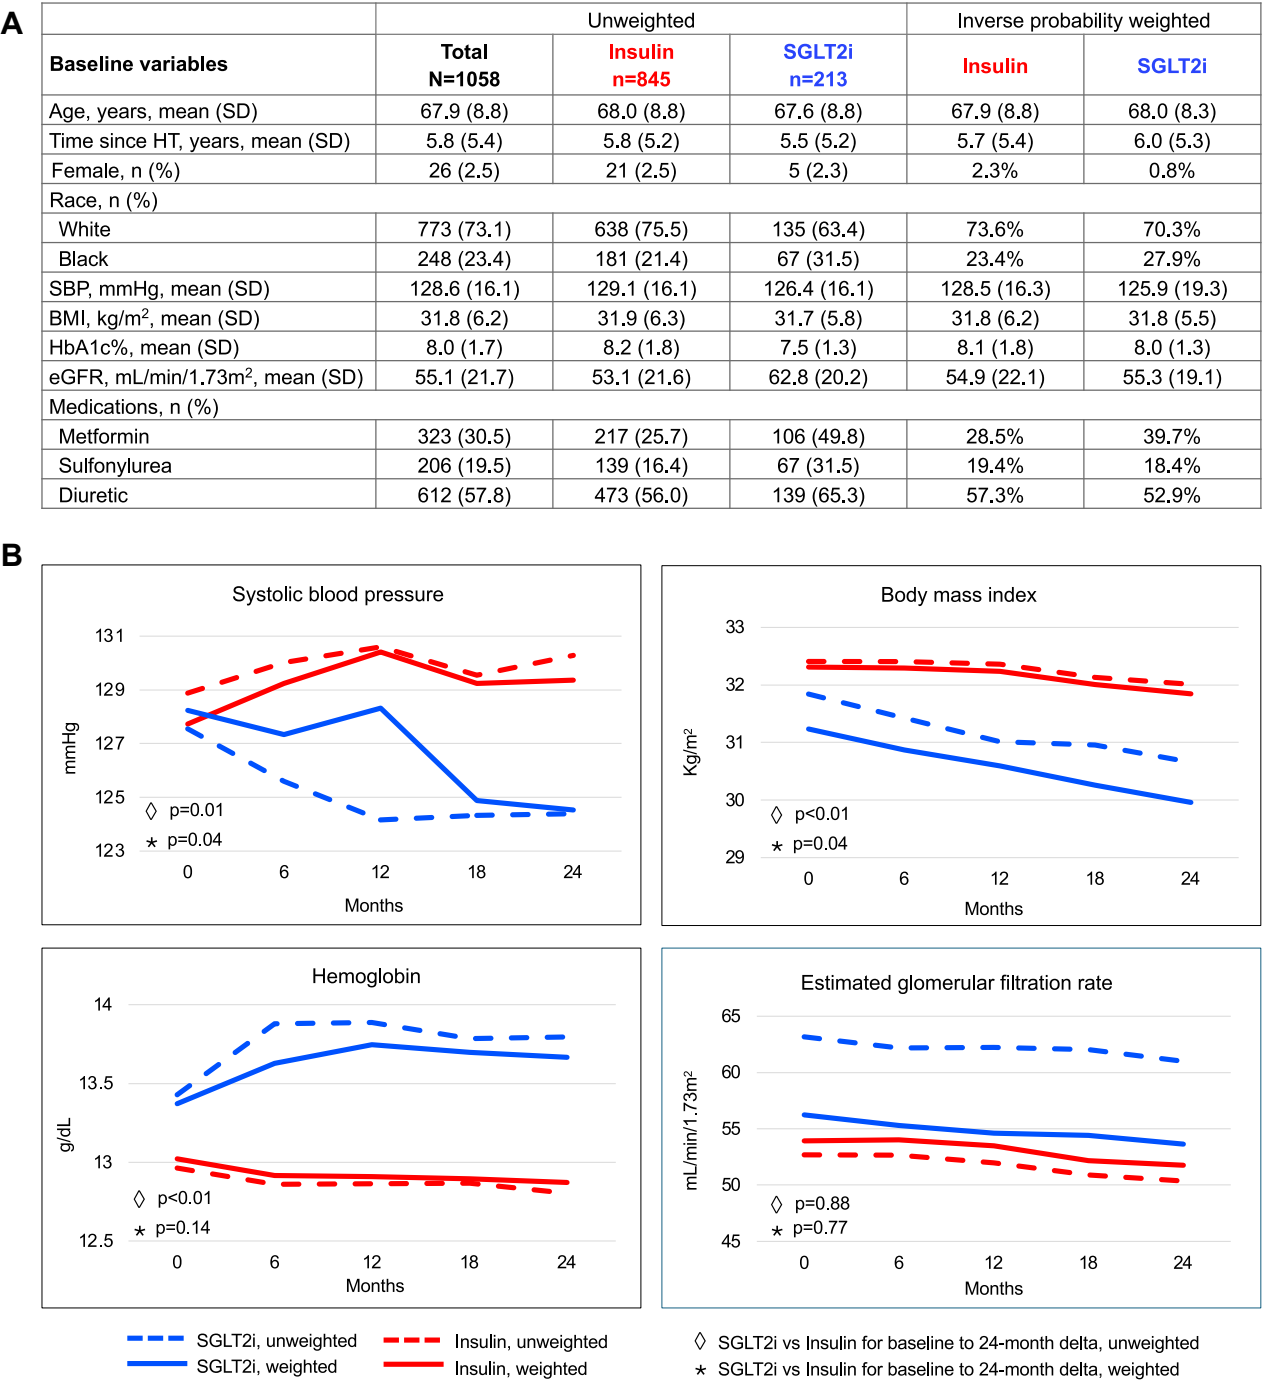 A
Unweighted Inverse probability weighted
Baseline variables Total N=1058 Insulin n=845 SGLT2i n=213 Insulin SGLT2i
Age, years, mean (SD) 67.9 (8.8) 68.0 (8.8) 67.6 (8.8) 67.9 (8.8) 68.0 (8.3)
Time since HT, years, mean (SD) 5.8 (5.4) 5.8 (5.2) 5.5 (5.2) 5.7 (5.4) 6.0 (5.3)
Female, n (%) 26 (2.5) 21 (2.5) 5 (2.3) 2.3% 0.8%
Race, n (%)
White 773 (73.1) 638 (75.5) 135 (63.4) 73.6% 70.3%
Black 248 (23.4) 181 (21.4) 67 (31.5) 23.4% 27.9%
SBP, mmHg, mean (SD) 128.6 (16.1) 129.1 (16.1) 126.4 (16.1) 128.5 (16.3) 125.9 (19.3)
BMI, kg/m², mean (SD) 31.8 (6.2) 31.9 (6.3) 31.7 (5.8) 31.8 (6.2) 31.8 (5.5)
HbA1c%, mean (SD) 8.0 (1.7) 8.2 (1.8) 7.5 (1.3) 8.1 (1.8) 8.0 (1.3)
eGFR, mL/min/1.73m², mean (SD) 55.1 (21.7) 53.1 (21.6) 62.8 (20.2) 54.9 (22.1) 55.3 (19.1)
Medications, n (%)
Metformin 323 (30.5) 217 (25.7) 106 (49.8) 28.5% 39.7%
Sulfonylurea 206 (19.5) 139 (16.4) 67 (31.5) 19.4% 18.4%
Diuretic 612 (57.8) 473 (56.0) 139 (65.3) 57.3% 52.9%
B
Systolic blood pressure
131
129
127
125
123
mmHg
◊ p=0.01
⋆ p=0.04
0 6 12 18 24
Months
Body mass index
33
32
31
30
29
Kg/m²
◊ p<0.01
⋆ p=0.04
0 6 12 18 24
Months
Hemoglobin
14
13.5
13
12.5
g/dL
◊ p<0.01
⋆ p=0.14
0 6 12 18 24
Months
Estimated glomerular filtration rate
65
60
55
50
45
mL/min/1.73m²
◊ p=0.88
⋆ p=0.77
0 6 12 18 24
Months
SGLT2i, unweighted Insulin, unweighted ◊ SGLT2i vs Insulin for baseline to 24-month delta, unweighted
SGLT2i, weighted Insulin, weighted ⋆ SGLT2i vs Insulin for baseline to 24-month delta, weighted